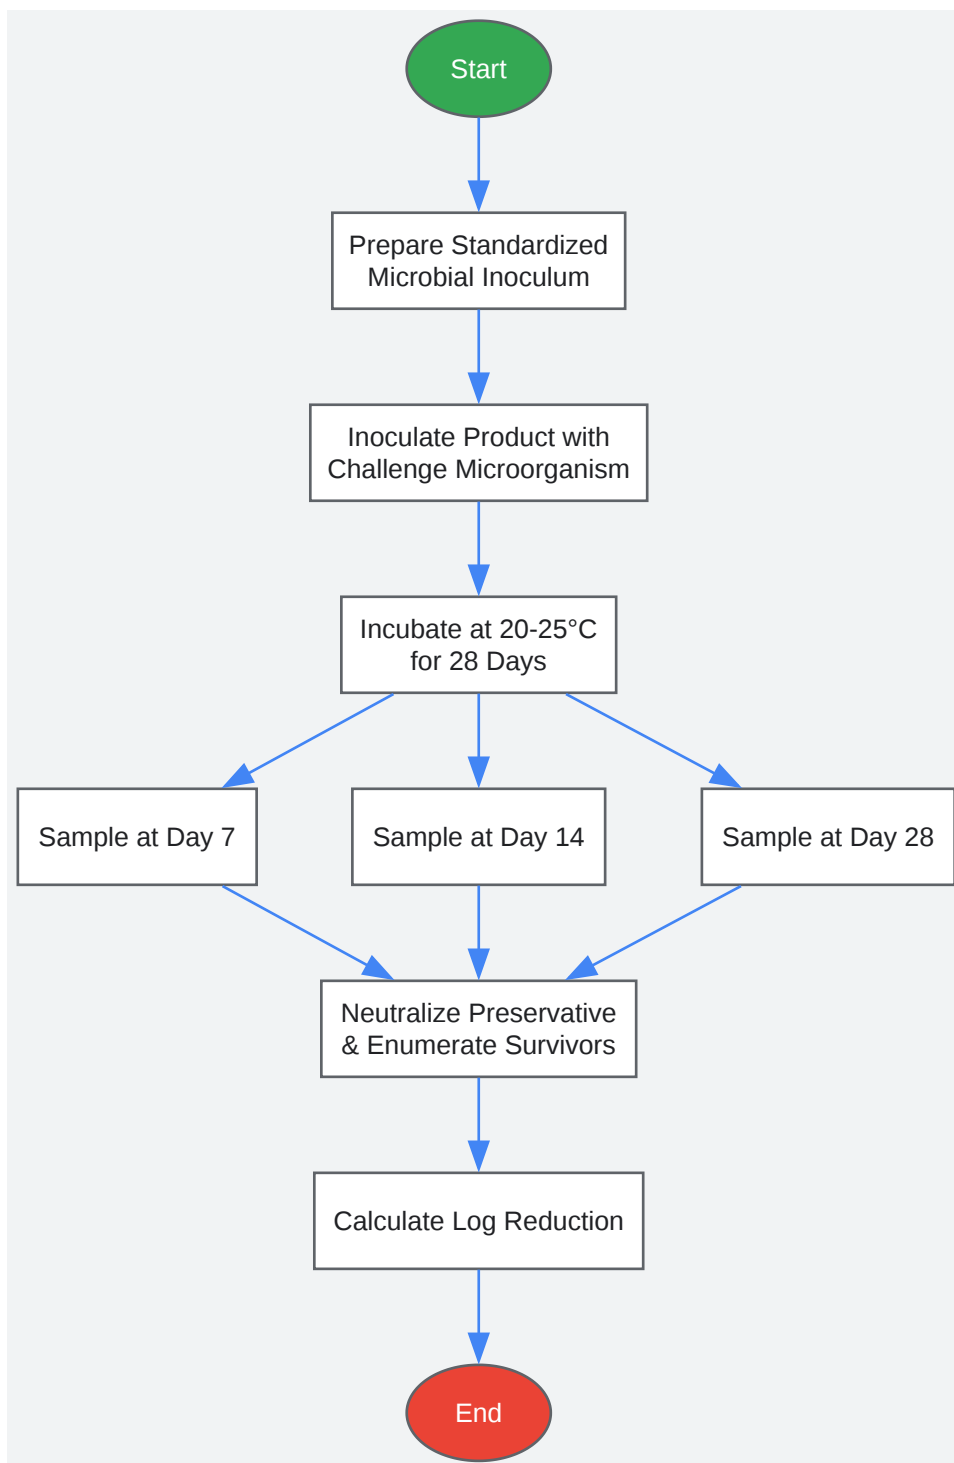 Start
Prepare Standardized
Microbial Inoculum
Inoculate Product with
Challenge Microorganism
Incubate at 20-25°C
for 28 Days
Sample at Day 7
Sample at Day 14
Sample at Day 28
Neutralize Preservative
& Enumerate Survivors
Calculate Log Reduction
End